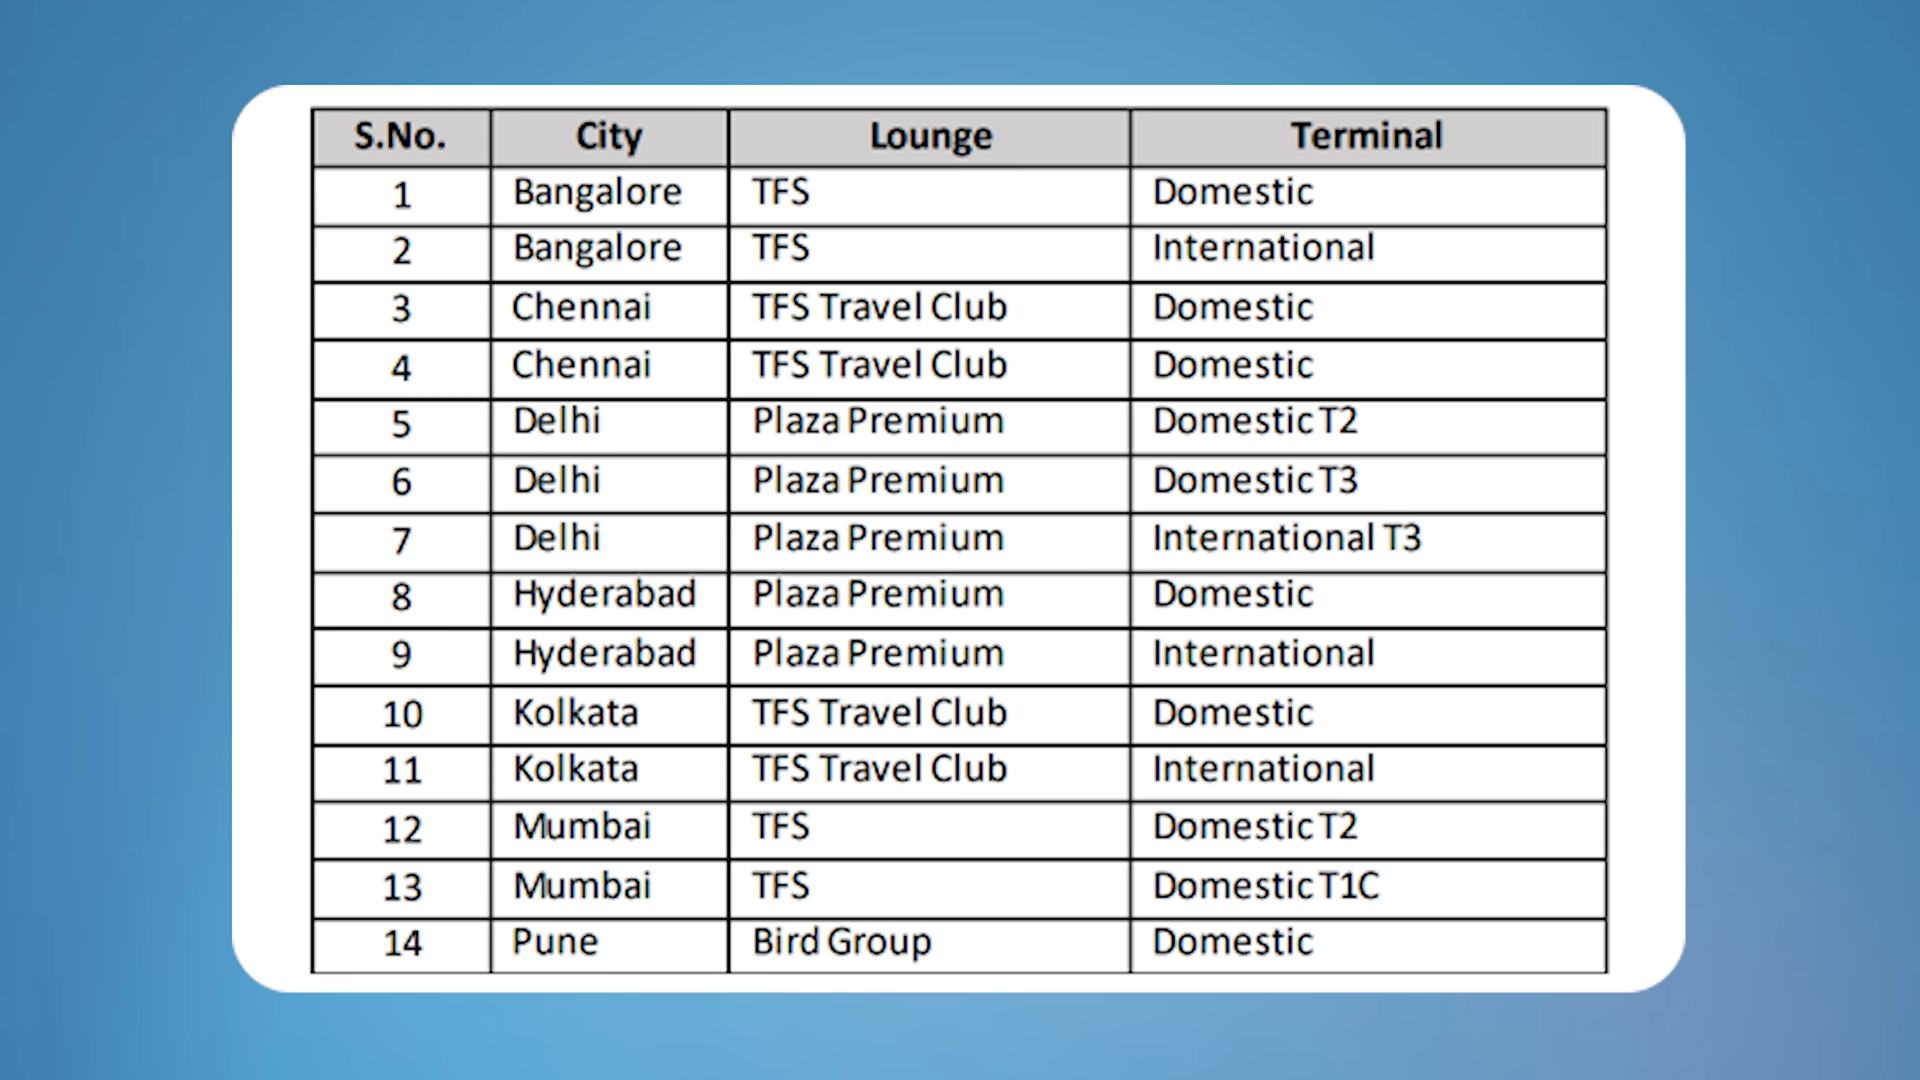 S.No. City Lounge Terminal
1 Bangalore TFS Domestic
2 Bangalore TFS International
3 Chennai TFS Travel Club Domestic
4 Chennai TFS Travel Club Domestic
5 Delhi Plaza Premium Domestic T2
6 Delhi Plaza Premium Domestic T3
7 Delhi Plaza Premium International T3
8 Hyderabad Plaza Premium Domestic
9 Hyderabad Plaza Premium International
10 Kolkata TFS Travel Club Domestic
11 Kolkata TFS Travel Club International
12 Mumbai TFS Domestic T2
13 Mumbai TFS Domestic T1C
14 Pune Bird Group Domestic